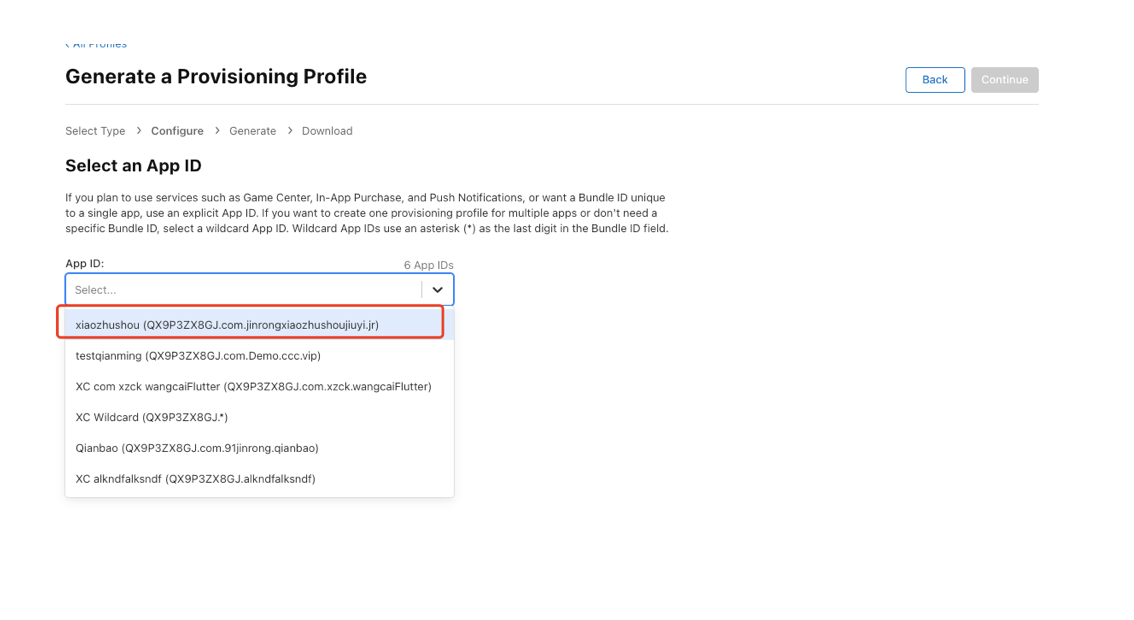 ‹ All Profiles
Generate a Provisioning Profile
Back
Continue
Select Type › Configure › Generate › Download
Select an App ID
If you plan to use services such as Game Center, In-App Purchase, and Push Notifications, or want a Bundle ID unique
to a single app, use an explicit App ID. If you want to create one provisioning profile for multiple apps or don't need a
specific Bundle ID, select a wildcard App ID. Wildcard App IDs use an asterisk (*) as the last digit in the Bundle ID field.
App ID:
6 App IDs
Select...
xiaozhushou (QX9P3ZX8GJ.com.jinrongxiaozhushoujiuyi.jr)
testqianming (QX9P3ZX8GJ.com.Demo.ccc.vip)
XC com xzck wangcaiFlutter (QX9P3ZX8GJ.com.xzck.wangcaiFlutter)
XC Wildcard (QX9P3ZX8GJ.*)
Qianbao (QX9P3ZX8GJ.com.91jinrong.qianbao)
XC alkndfalksndf (QX9P3ZX8GJ.alkndfalksndf)